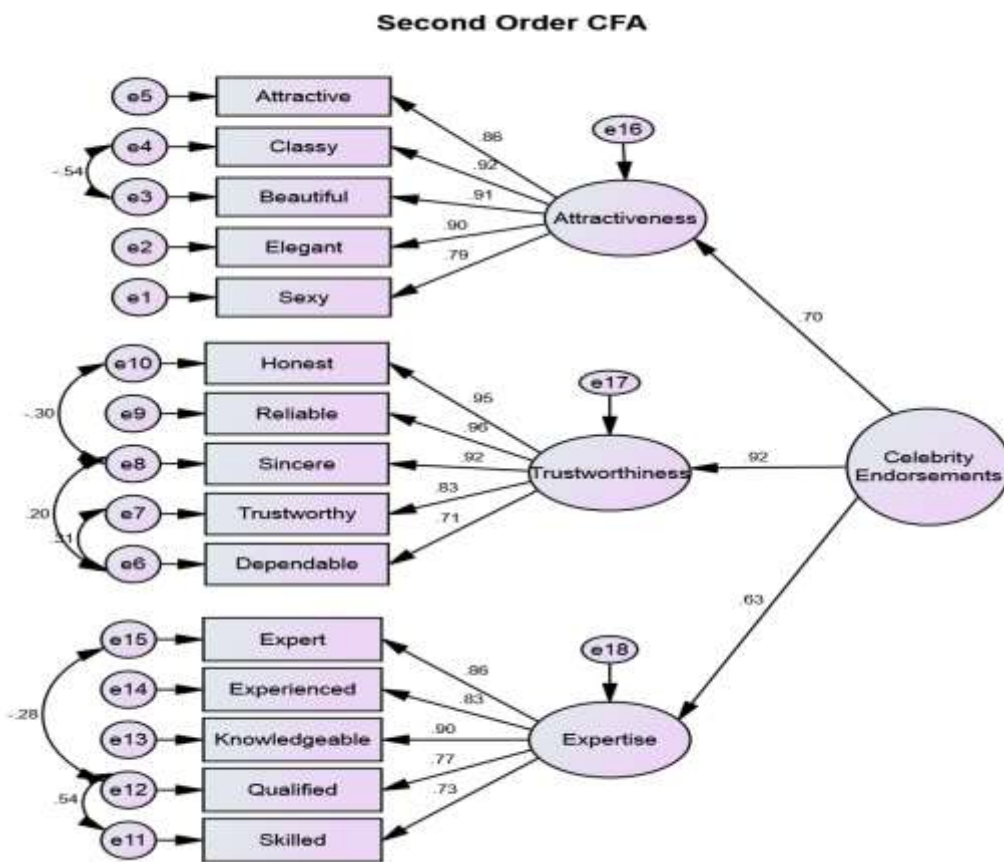 Second Order CFA
e5
Attractive
.86
e16
e4
Classy
.92
-.54
e3
Beautiful
.91
Attractiveness
e2
Elegant
.90
e1
Sexy
.79
.70
e10
Honest
.95
e17
-.30
e9
Reliable
.96
e8
Sincere
.92
Trustworthiness
.92
Celebrity
Endorsements
.20
e7
Trustworthy
.83
e6
Dependable
.71
.63
e15
Expert
.86
e18
e14
Experienced
.83
-.28
e13
Knowledgeable
.90
Expertise
e12
Qualified
.77
.54
e11
Skilled
.73